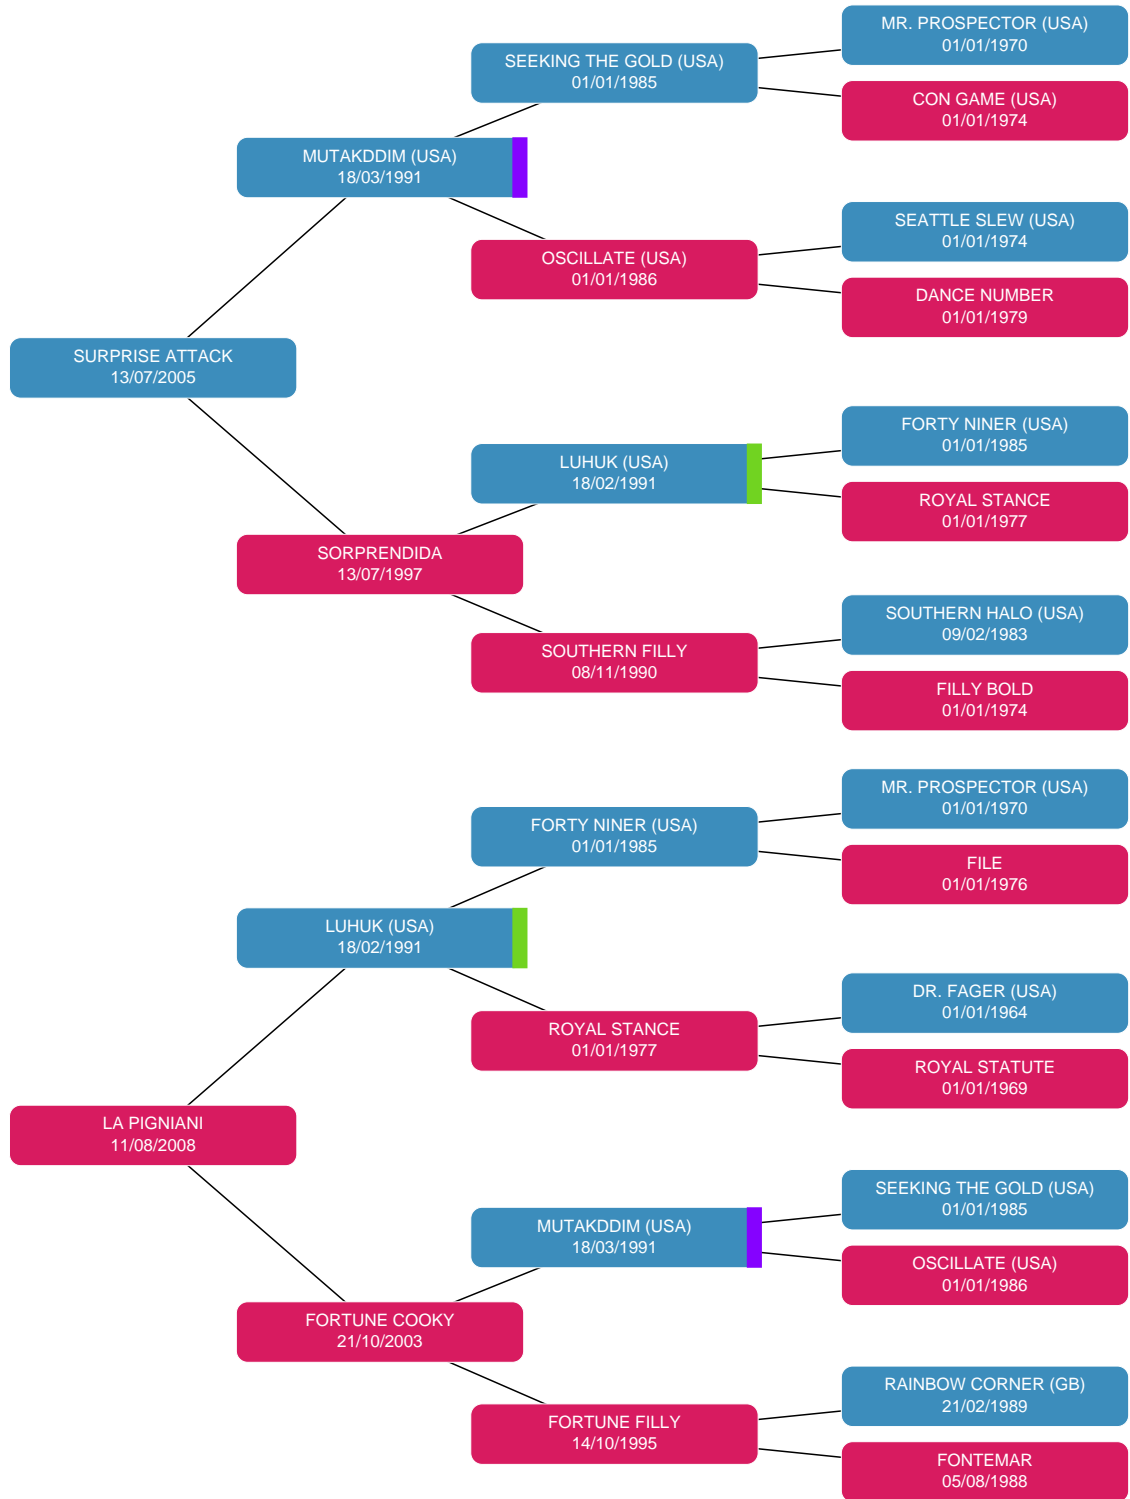 MR. PROSPECTOR (USA)
01/01/1970
SEEKING THE GOLD (USA)
01/01/1985
CON GAME (USA)
01/01/1974
MUTAKDDIM (USA)
18/03/1991
SEATTLE SLEW (USA)
01/01/1974
OSCILLATE (USA)
01/01/1986
DANCE NUMBER
01/01/1979
SURPRISE ATTACK
13/07/2005
FORTY NINER (USA)
01/01/1985
LUHUK (USA)
18/02/1991
ROYAL STANCE
01/01/1977
SORPRENDIDA
13/07/1997
SOUTHERN HALO (USA)
09/02/1983
SOUTHERN FILLY
08/11/1990
FILLY BOLD
01/01/1974
MR. PROSPECTOR (USA)
01/01/1970
FORTY NINER (USA)
01/01/1985
FILE
01/01/1976
LUHUK (USA)
18/02/1991
DR. FAGER (USA)
01/01/1964
ROYAL STANCE
01/01/1977
ROYAL STATUTE
01/01/1969
LA PIGNIANI
11/08/2008
SEEKING THE GOLD (USA)
01/01/1985
MUTAKDDIM (USA)
18/03/1991
OSCILLATE (USA)
01/01/1986
FORTUNE COOKY
21/10/2003
RAINBOW CORNER (GB)
21/02/1989
FORTUNE FILLY
14/10/1995
FONTEMAR
05/08/1988